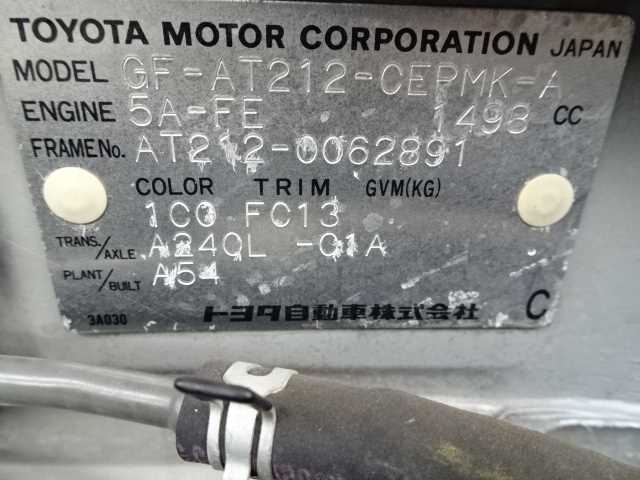 TOYOTA MOTOR CORPORATION JAPAN
MODEL GF-AT212-CEPMK-A
ENGINE 5A-FE 1498 CC
FRAME No. AT212-0062891
COLOR TRIM GVM(KG)
1C0 FC13
TRANS./AXLE A240L -C1A
PLANT/BUILT A54
3A030 トヨタ自動車株式会社 C